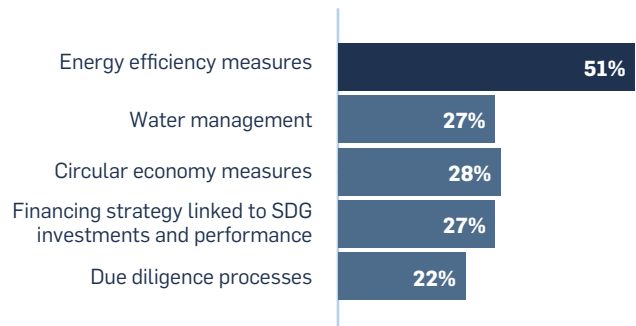 Energy efficiency measures
51%
Water management
27%
Circular economy measures
28%
Financing strategy linked to SDG
investments and performance
27%
Due diligence processes
22%